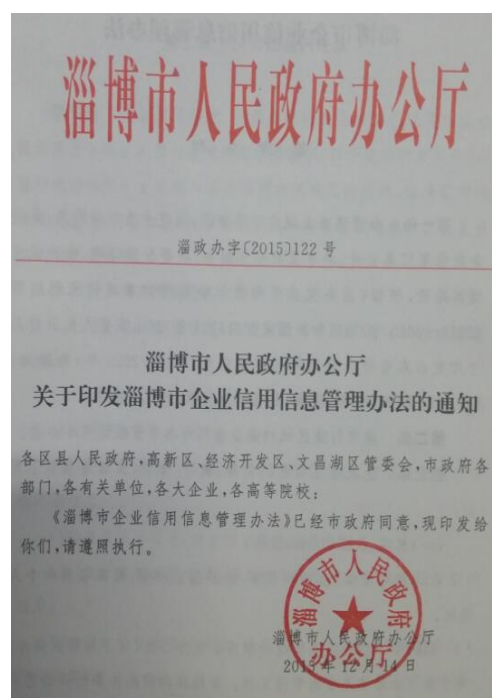 淄博市人民政府办公厅
淄政办字〔2015〕122 号
淄博市人民政府办公厅
关于印发淄博市企业信用信息管理办法的通知
各区县人民政府,高新区、经济开发区、文昌湖区管委会,市政府各
部门,各有关单位,各大企业,各高等院校:
《淄博市企业信用信息管理办法》已经市政府同意,现印发给
你们,请遵照执行。
淄博市人民政府
办公厅
淄博市人民政府办公厅
2015年12月14日